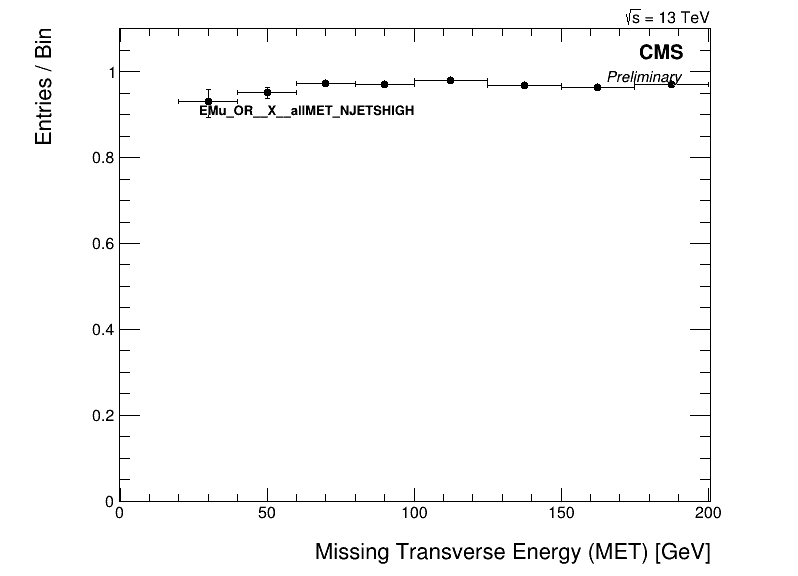 √s = 13 TeV
Entries / Bin
CMS
Preliminary
EMu_OR__X__allMET_NJETSHIGH
1
0.8
0.6
0.4
0.2
0
0 50 100 150 200
Missing Transverse Energy (MET) [GeV]